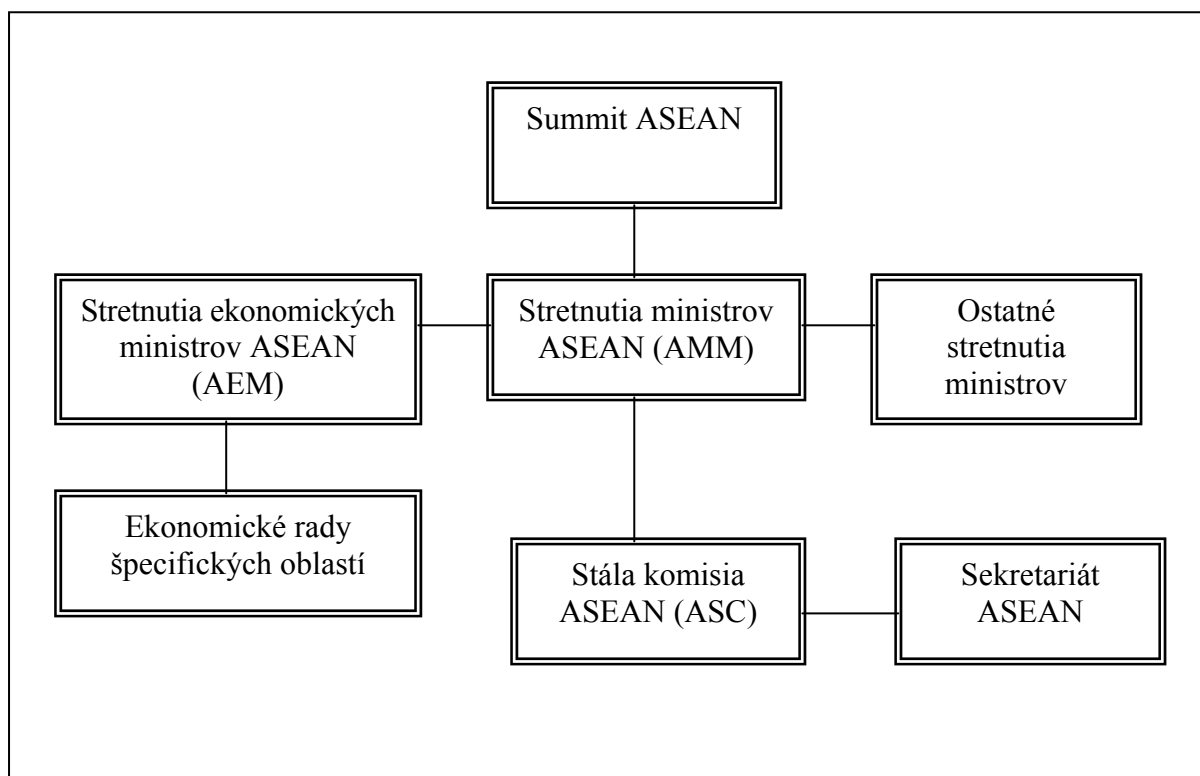 Summit ASEAN
Stretnutia ekonomických
ministrov ASEAN
(AEM)
Stretnutia ministrov
ASEAN (AMM)
Ostatné
stretnutia
ministrov
Ekonomické rady
špecifických oblastí
Stála komisia
ASEAN (ASC)
Sekretariát
ASEAN